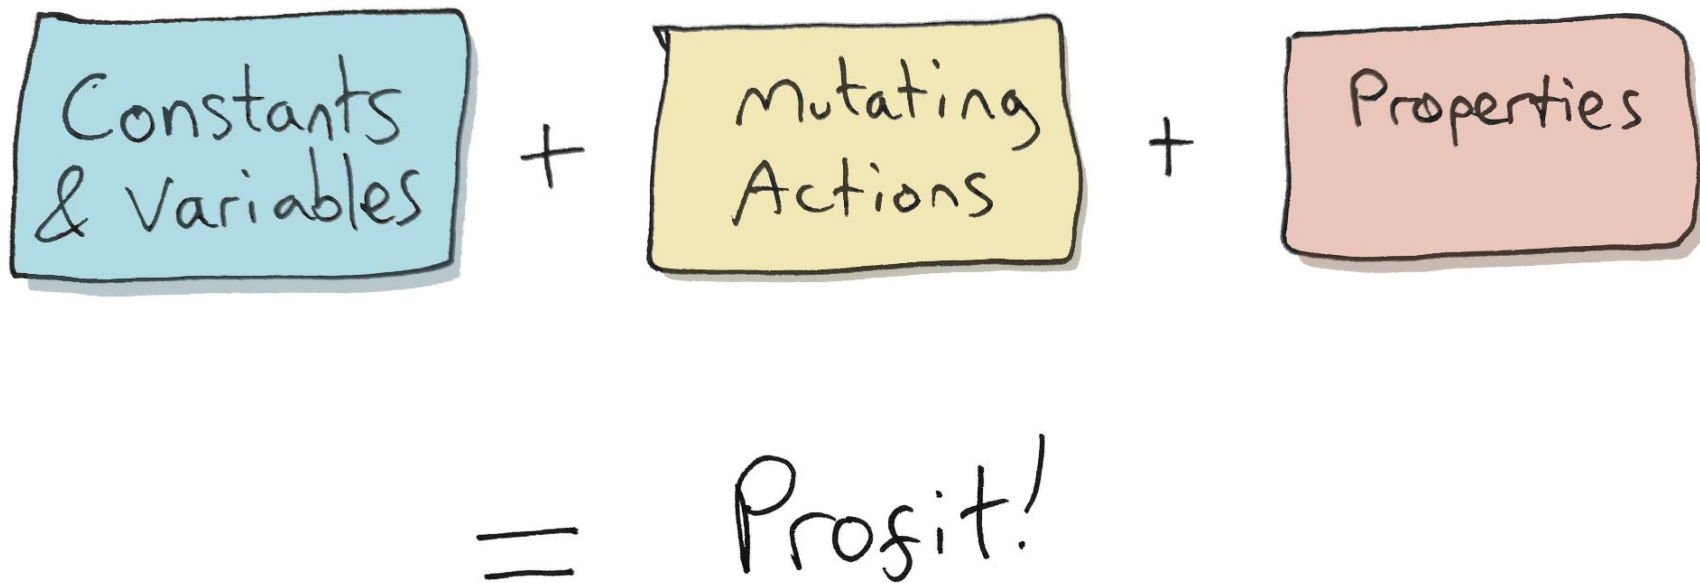 Constants
& Variables
+
Mutating
Actions
+
Properties
= Profit!